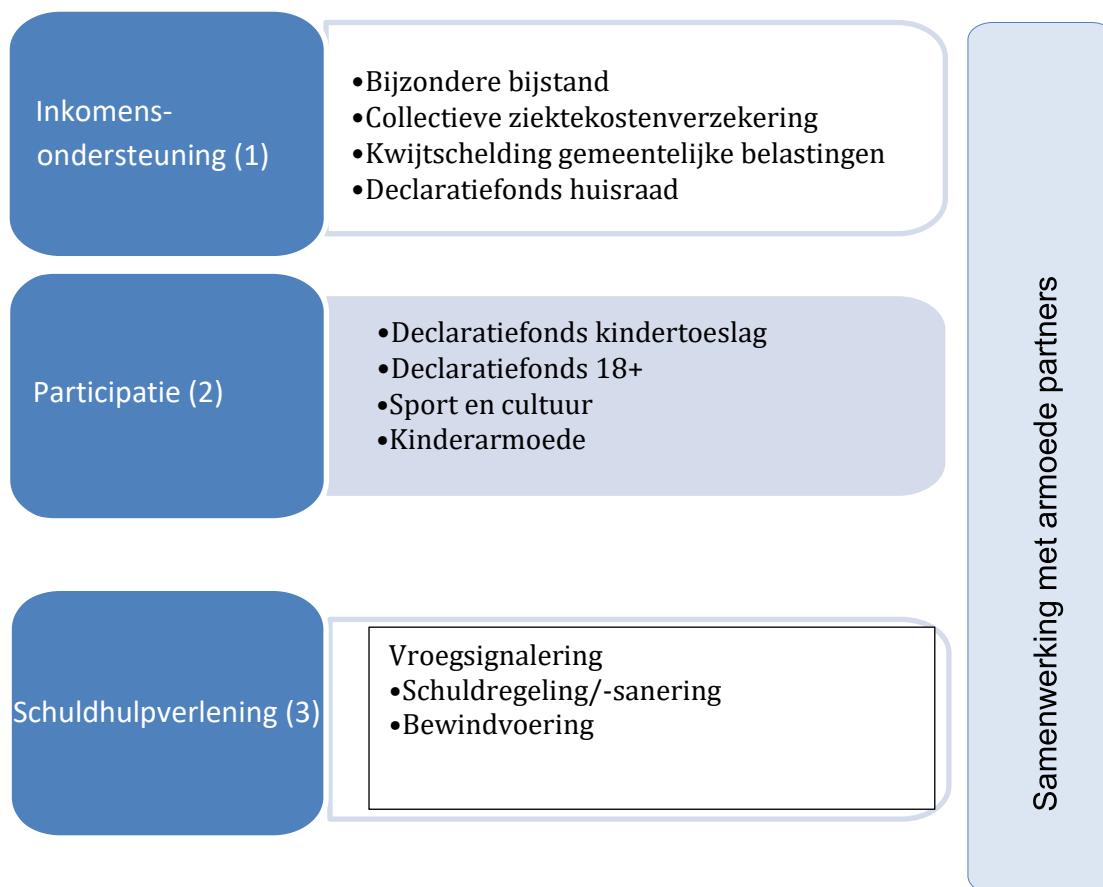 Inkomens-
ondersteuning (1)
•Bijzondere bijstand
•Collectieve ziektekostenverzekering
•Kwijtschelding gemeentelijke belastingen
•Declaratiefonds huisraad
Participatie (2)
•Declaratiefonds kindertoeslag
•Declaratiefonds 18+
•Sport en cultuur
•Kinderarmoede
Schuldhulpverlening (3)
Vroegsignalering
•Schuldregeling/-sanering
•Bewindvoering
Samenwerking met armoede partners